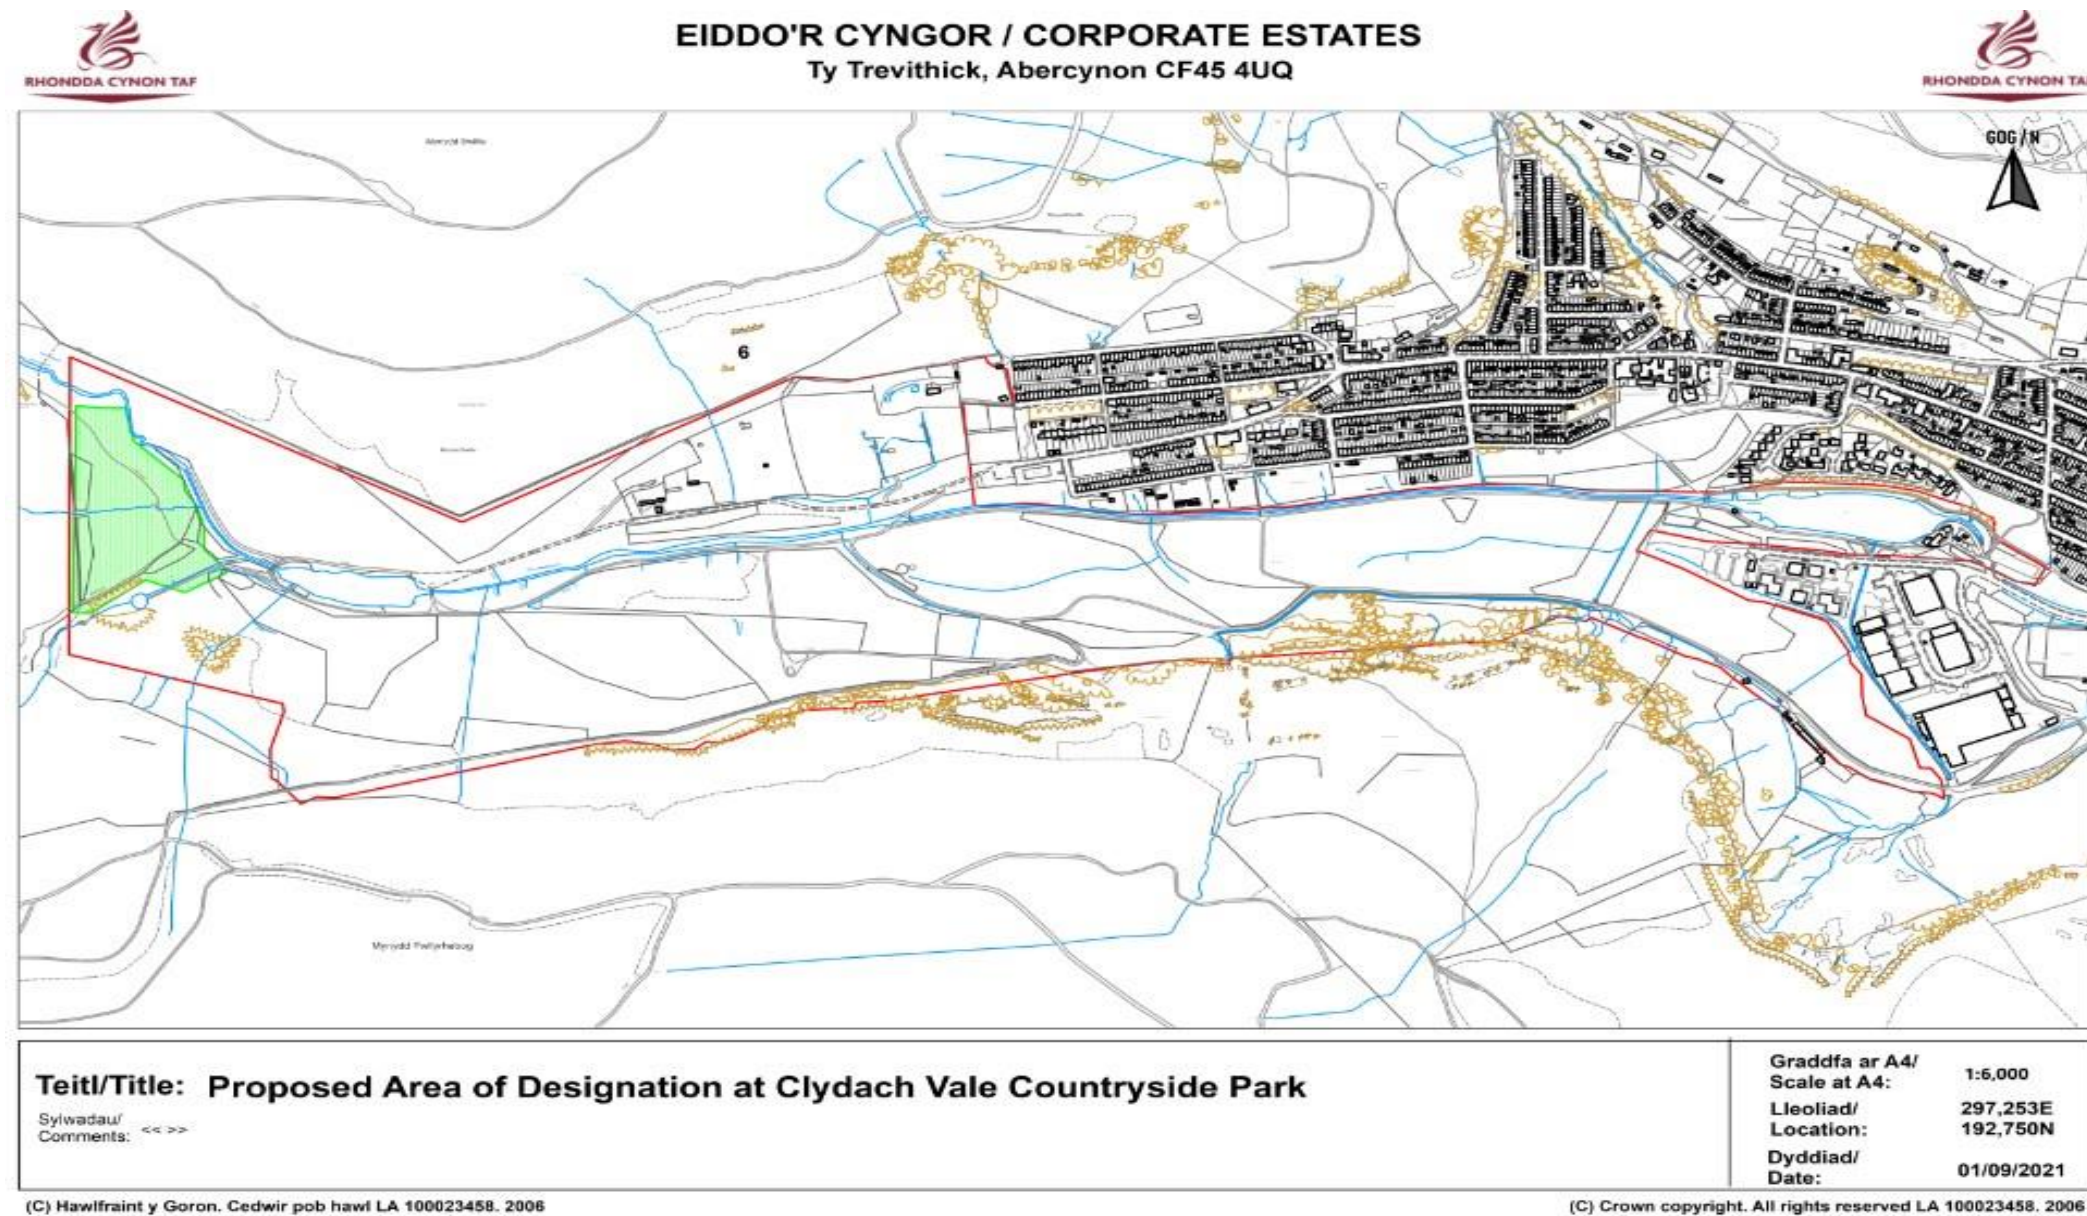 RHONDDA CYNON TAF
EIDDO'R CYNGOR / CORPORATE ESTATES
Ty Trevithick, Abercynon CF45 4UQ
RHONDDA CYNON TA
GOG / N
6
Teitl/Title: Proposed Area of Designation at Clydach Vale Countryside Park
Sylwadau/
Comments: << >>
Graddfa ar A4/
Scale at A4: 1:6,000
Lleoliad/ 297,253E
Location: 192,750N
Dyddiad/
Date: 01/09/2021
(C) Hawlfraint y Goron. Cedwir pob hawl LA 100023458. 2006
(C) Crown copyright. All rights reserved LA 100023458. 2006